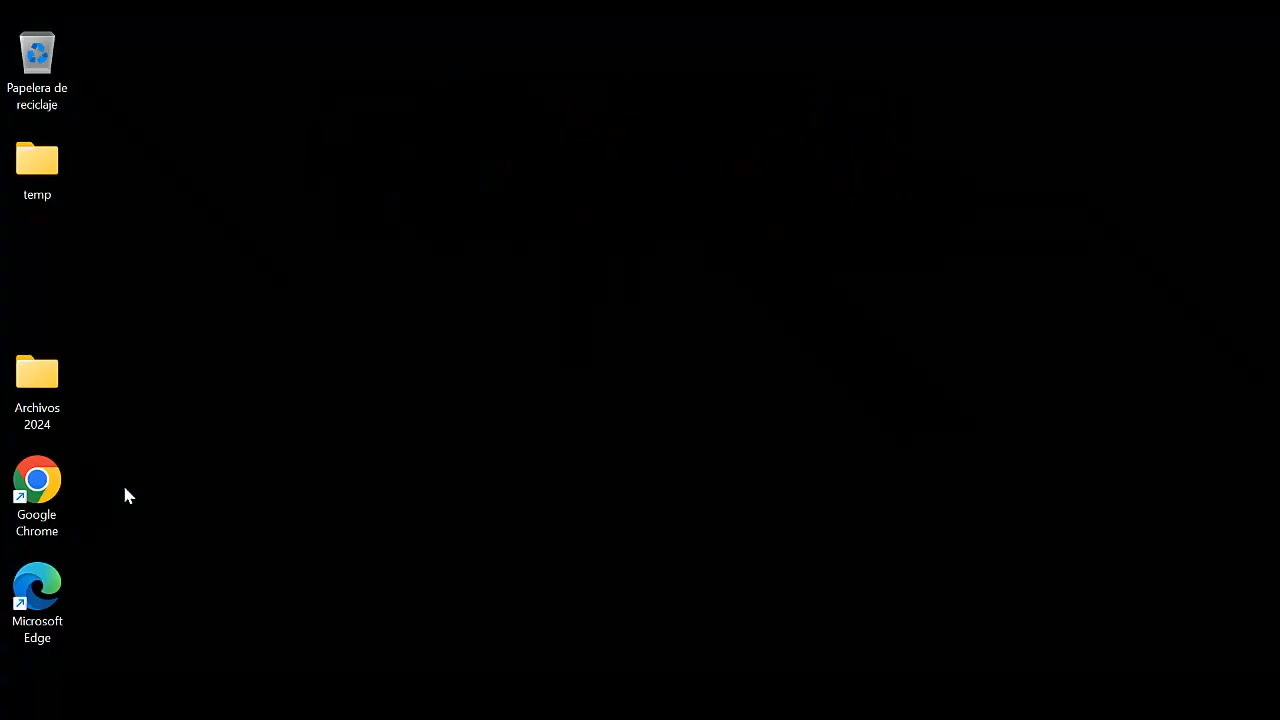 Papelera de
reciclaje
temp
Archivos
2024
Google
Chrome
Microsoft
Edge